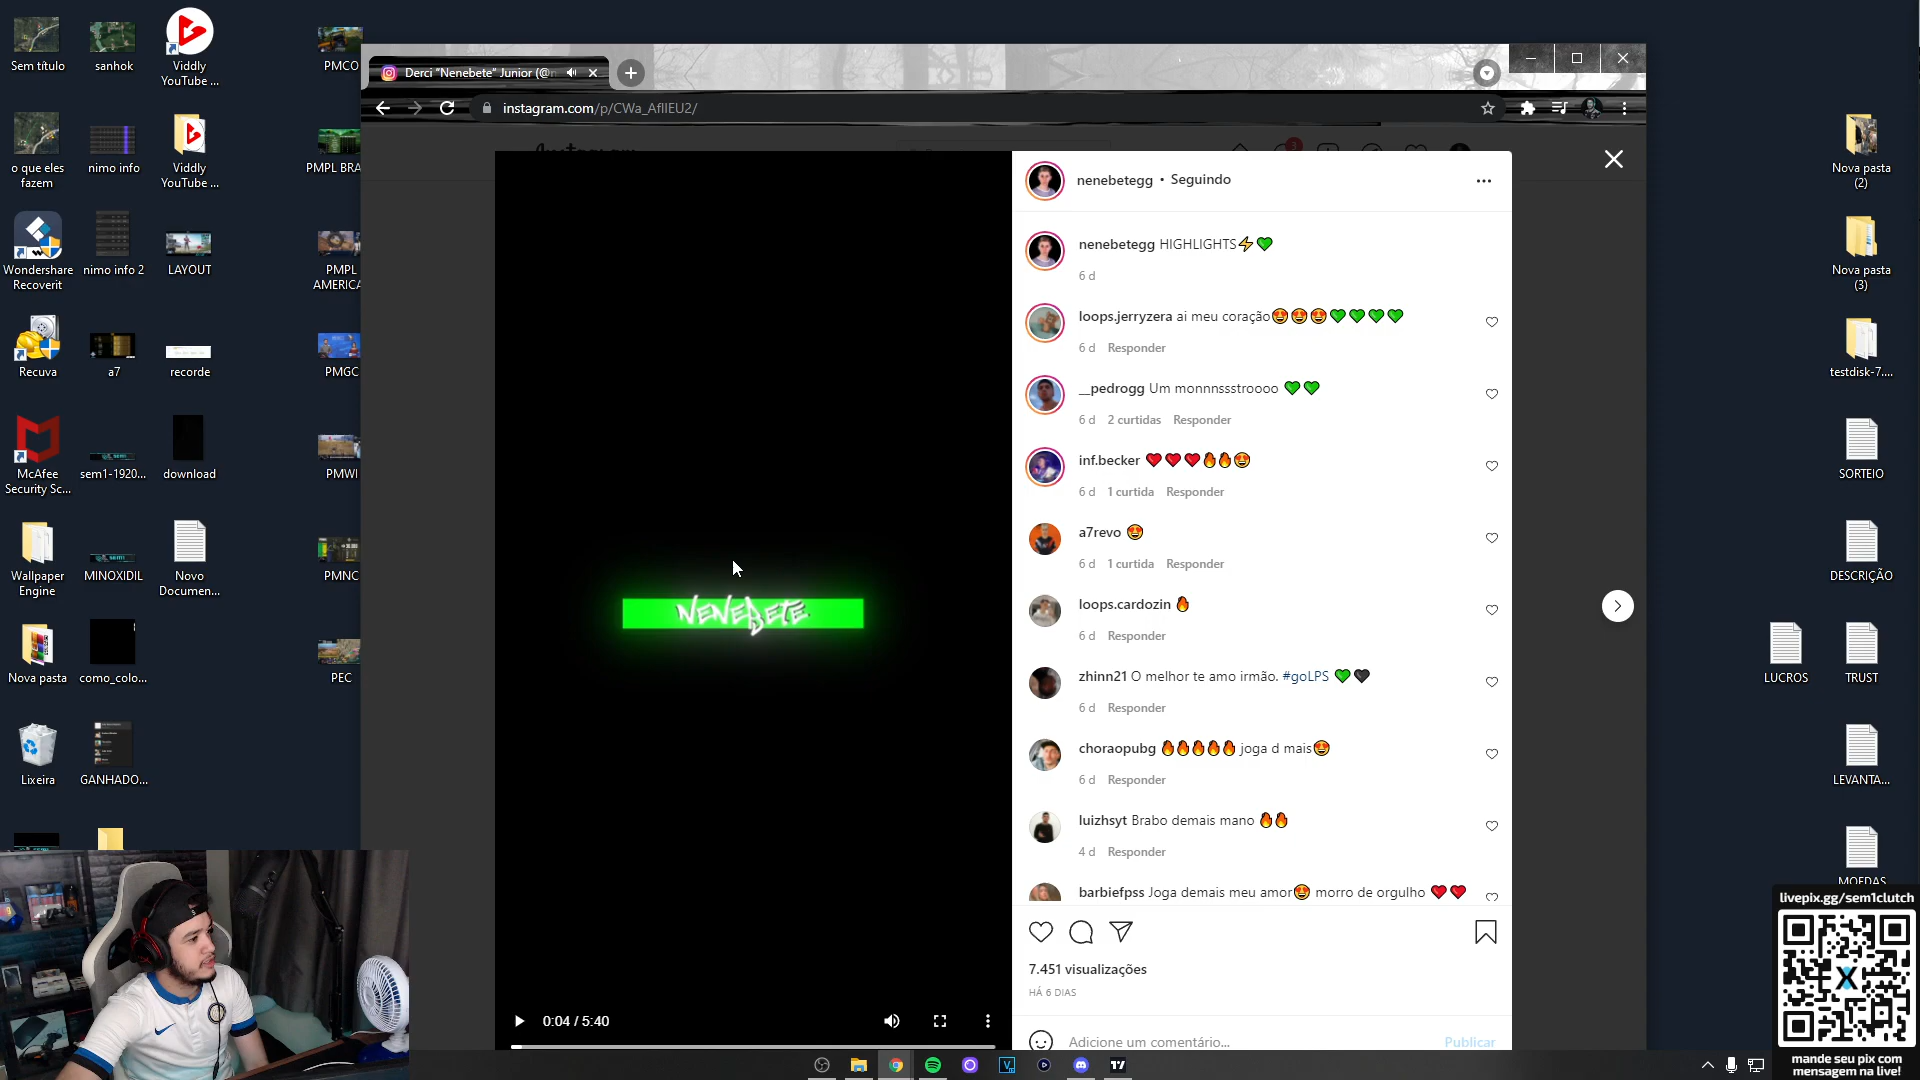 Sem título
sanhok
Viddly
YouTube ...
PMCO
o que eles
fazem
nimo info
Viddly
YouTube ...
PMPL BRA
Wondershare
Recoverit
nimo info 2
LAYOUT
PMPL
AMERICA
Recuva
a7
recorde
PMGC
McAfee
Security Sc...
sem1-1920...
download
PMWI
Wallpaper
Engine
MINOXIDIL
Novo
Documen...
PMNC
Nova pasta
como_colo...
PEC
Lixeira
GANHADO...
Derci "Nenebete" Junior (@n
instagram.com/p/CWa_AfIlEU2/
NENEBETE
0:04 / 5:40
nenebetegg • Seguindo
nenebetegg HIGHLIGHTS⚡💚
6 d
loops.jerryzera ai meu coração😍😍😍💚💚💚💚
6 d Responder
__pedrogg Um monnnssstroooo 💚💚
6 d 2 curtidas Responder
inf.becker ❤❤❤🔥🔥😍
6 d 1 curtida Responder
a7revo 😍
6 d 1 curtida Responder
loops.cardozin 🔥
6 d Responder
zhinn21 O melhor te amo irmão. #goLPS 💚🖤
6 d Responder
choraopubg 🔥🔥🔥🔥🔥 joga d mais😍
6 d Responder
luizhsyt Brabo demais mano 🔥🔥
4 d Responder
barbiefpss Joga demais meu amor😍 morro de orgulho ❤❤
7.451 visualizações
HÁ 6 DIAS
Adicione um comentário...
Publicar
Nova pasta
(2)
Nova pasta
(3)
testdisk-7....
SORTEIO
DESCRIÇÃO
LUCROS
TRUST
LEVANTA...
MOEDAS
livepix.gg/sem1clutch
mande seu pix com
mensagem na live!